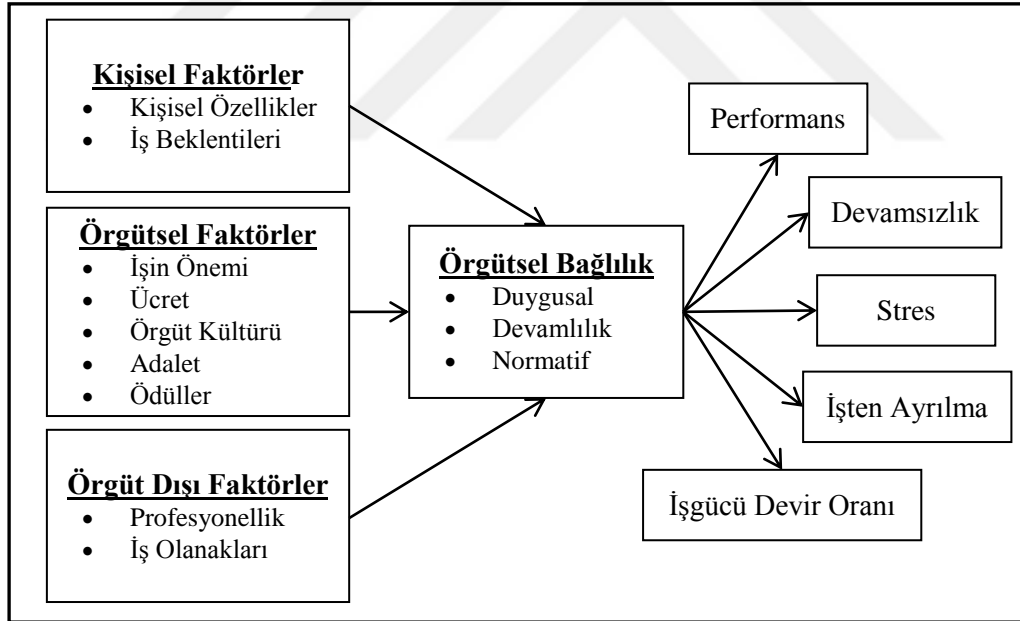 Kişisel Faktörler
• Kişisel Özellikler
• İş Beklentileri
Örgütsel Faktörler
• İşin Önemi
• Ücret
• Örgüt Kültürü
• Adalet
• Ödüller
Örgüt Dışı Faktörler
• Profesyonellik
• İş Olanakları
Örgütsel Bağlılık
• Duygusal
• Devamlılık
• Normatif
Performans
Devamsızlık
Stres
İşten Ayrılma
İşgücü Devir Oranı